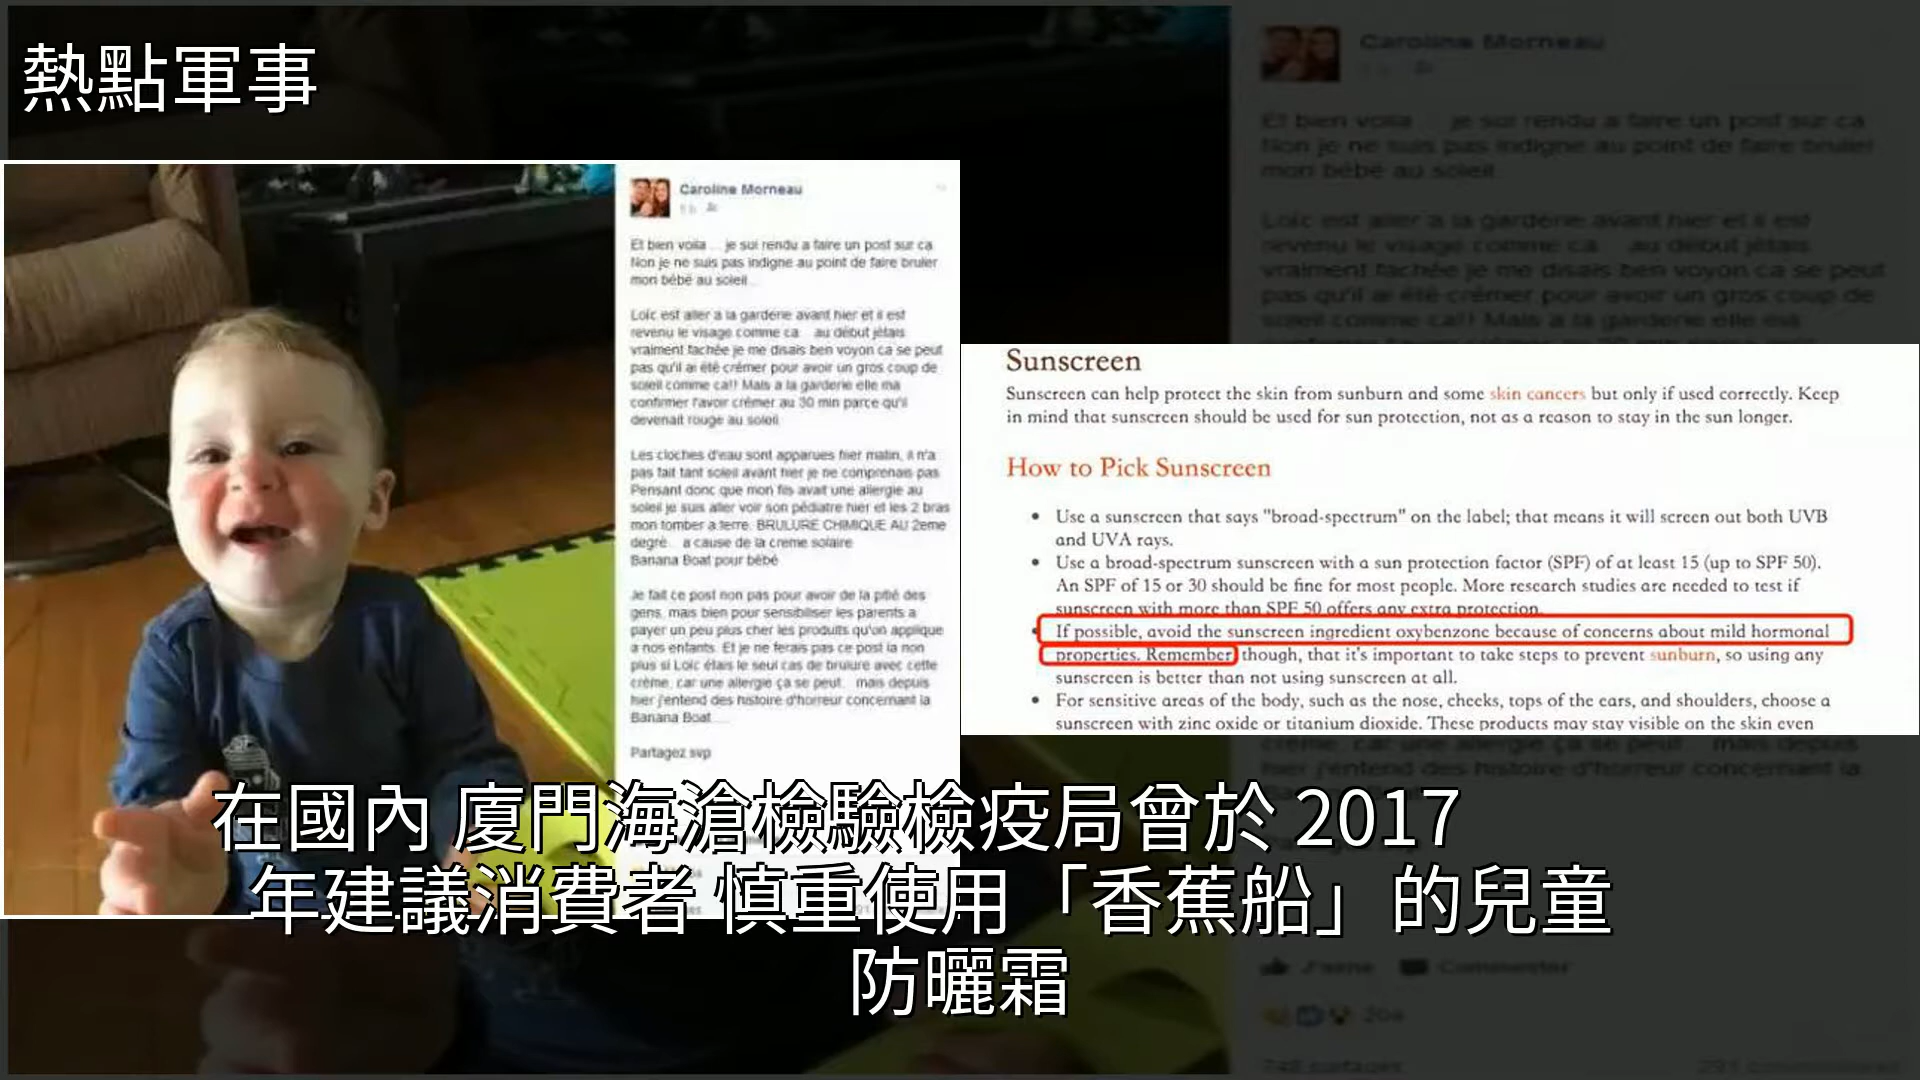 熱點軍事
Caroline Morneau
Et bien voila ... je sui rendu a faire un post sur ca
Non je ne suis pas indigne au point de faire bruler
mon bébé au soleil ..
Loïc est aller a la garderie avant hier et il est
revenu le visage comme ca ... au début jétais
vraiment fachée je me disais ben voyon ca se peut
pas qu'il ai été crémer pour avoir un gros coup de
soleil comme ca!! Mais a la garderie elle ma
confirmer l'avoir crémer au 30 min parce qu'il
devenait rouge au soleil
Les cloches d'eau sont apparues hier matin, il n'a
pas fait tant soleil avant hier je ne comprenais pas
Pensant donc que mon fils avait une allergie au
soleil je suis aller voir son pédiatre hier et les 2 bras
mon tomber a terre. BRULURE CHIMIQUE AU 2eme
degré ... a cause de la creme solaire
Banana Boat pour bébé
Je fait ce post non pas pour avoir de la pitié des
gens, mais bien pour sensibiliser les parents a
payer un peu plus cher les produits qu'on applique
a nos enfants. Et je ne ferais pas ce post la non
plus si Loïc étais le seul cas de brulure avec cette
crème, car une allergie ça se peut.. mais depuis
hier j'entend des histoire d'horreur concernant la
Banana Boat ....
Partagez svp
Sunscreen
Sunscreen can help protect the skin from sunburn and some skin cancers but only if used correctly. Keep
in mind that sunscreen should be used for sun protection, not as a reason to stay in the sun longer.
How to Pick Sunscreen
• Use a sunscreen that says "broad-spectrum" on the label; that means it will screen out both UVB
and UVA rays.
• Use a broad-spectrum sunscreen with a sun protection factor (SPF) of at least 15 (up to SPF 50).
An SPF of 15 or 30 should be fine for most people. More research studies are needed to test if
sunscreen with more than SPF 50 offers any extra protection.
• If possible, avoid the sunscreen ingredient oxybenzone because of concerns about mild hormonal
properties. Remember, though, that it's important to take steps to prevent sunburn, so using any
sunscreen is better than not using sunscreen at all.
• For sensitive areas of the body, such as the nose, cheeks, tops of the ears, and shoulders, choose a
sunscreen with zinc oxide or titanium dioxide. These products may stay visible on the skin even
在國內 廈門海滄檢驗檢疫局曾於 2017
年建議消費者 慎重使用「香蕉船」的兒童
防曬霜